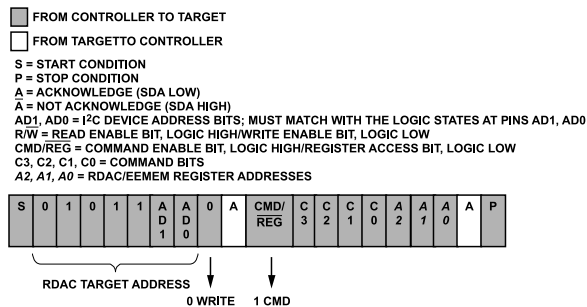 FROM CONTROLLER TO TARGET
FROM TARGETTO CONTROLLER
S = START CONDITION
P = STOP CONDITION
A = ACKNOWLEDGE (SDA LOW)
A̅ = NOT ACKNOWLEDGE (SDA HIGH)
AD1, AD0 = I²C DEVICE ADDRESS BITS; MUST MATCH WITH THE LOGIC STATES AT PINS AD1, AD0
R/W̅ = READ ENABLE BIT, LOGIC HIGH/WRITE ENABLE BIT, LOGIC LOW
CMD/R̅E̅G̅ = COMMAND ENABLE BIT, LOGIC HIGH/REGISTER ACCESS BIT, LOGIC LOW
C3, C2, C1, C0 = COMMAND BITS
A2, A1, A0 = RDAC/EEMEM REGISTER ADDRESSES
S 0 1 0 1 1 AD1 AD0 0 A CMD/R̅E̅G̅ C3 C2 C1 C0 A2 A1 A0 A P
RDAC TARGET ADDRESS
0 WRITE 1 CMD